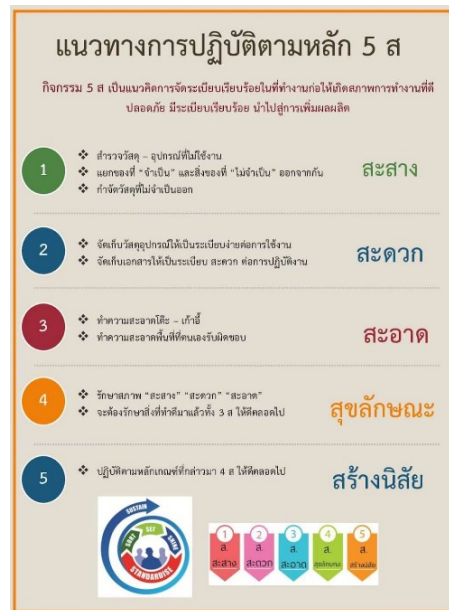 แนวทางการปฏิบัติตามหลัก 5 ส
กิจกรรม 5 ส เป็นแนวคิดการจัดระเบียบเรียบร้อยในที่ทำงานก่อให้เกิดสภาพการทำงานที่ดี
ปลอดภัย มีระเบียบเรียบร้อย นำไปสู่การเพิ่มผลผลิต
1
❖ สำรวจวัสดุ – อุปกรณ์ที่ไม่ใช้งาน
❖ แยกของที่ “จำเป็น” และสิ่งของที่ “ไม่จำเป็น” ออกจากกัน
❖ กำจัดวัสดุที่ไม่จำเป็นออก
สะสาง
2
❖ จัดเก็บวัสดุอุปกรณ์ให้เป็นระเบียบง่ายต่อการใช้งาน
❖ จัดเก็บเอกสารให้เป็นระเบียบ สะดวก ต่อการปฏิบัติงาน
สะดวก
3
❖ ทำความสะอาดโต๊ะ – เก้าอี้
❖ ทำความสะอาดพื้นที่ที่ตนเองรับผิดชอบ
สะอาด
4
❖ รักษาสภาพ “สะสาง” “สะดวก” “สะอาด”
❖ จะต้องรักษาสิ่งที่ทำดีมาแล้วทั้ง 3 ส ให้ดีตลอดไป
สุขลักษณะ
5
❖ ปฏิบัติตามหลักเกณฑ์ที่กล่าวมา 4 ส ให้ดีตลอดไป
สร้างนิสัย
SUSTAIN
SORT
SET
SHINE
STANDARDISE
1 2 3 4 5
ส. ส. ส. ส. ส.
สะสาง สะดวก สะอาด สุขลักษณะ สร้างนิสัย